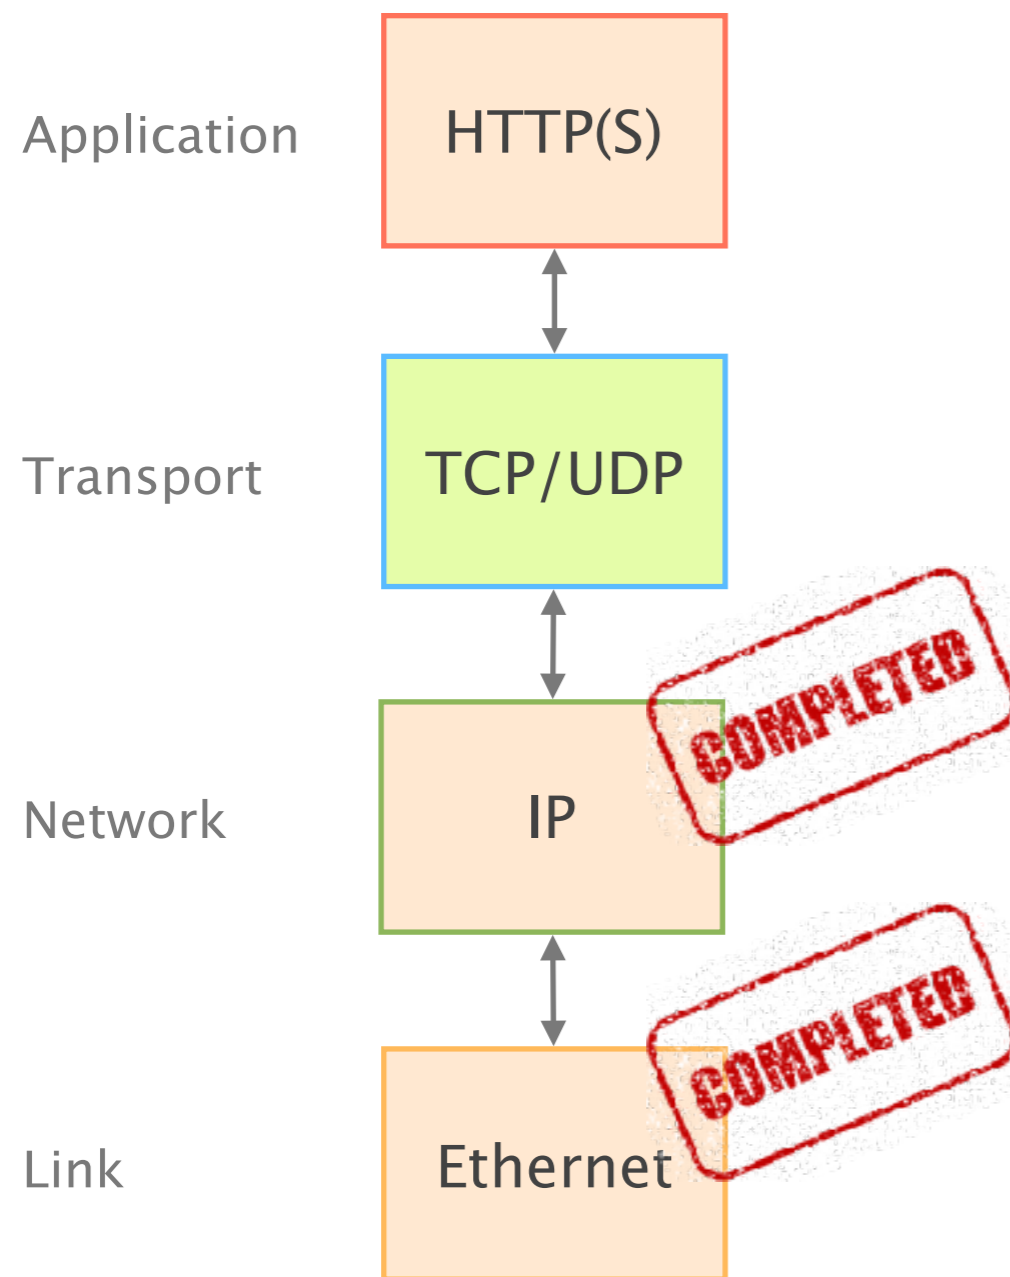 Application
HTTP(S)
Transport
TCP/UDP
COMPLETED
Network
IP
COMPLETED
Link
Ethernet